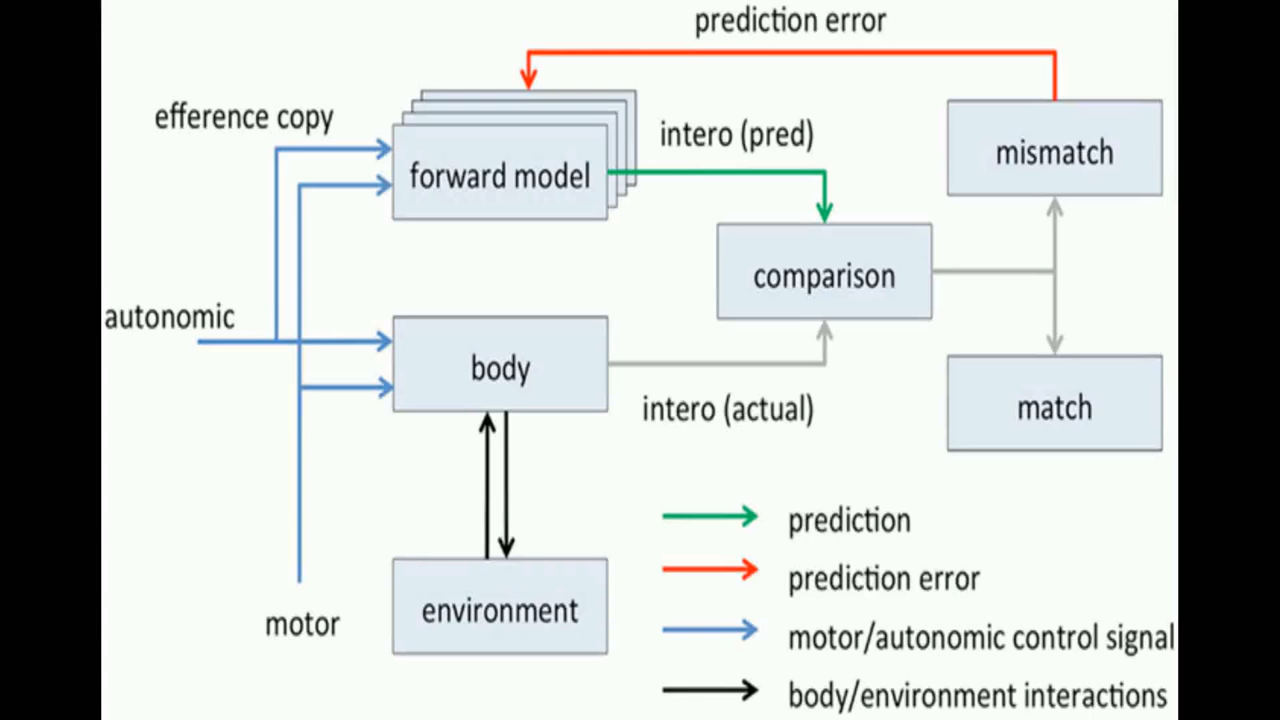 prediction error
efference copy
intero (pred)
forward model
mismatch
comparison
autonomic
body
intero (actual)
match
prediction
prediction error
environment
motor
motor/autonomic control signal
body/environment interactions